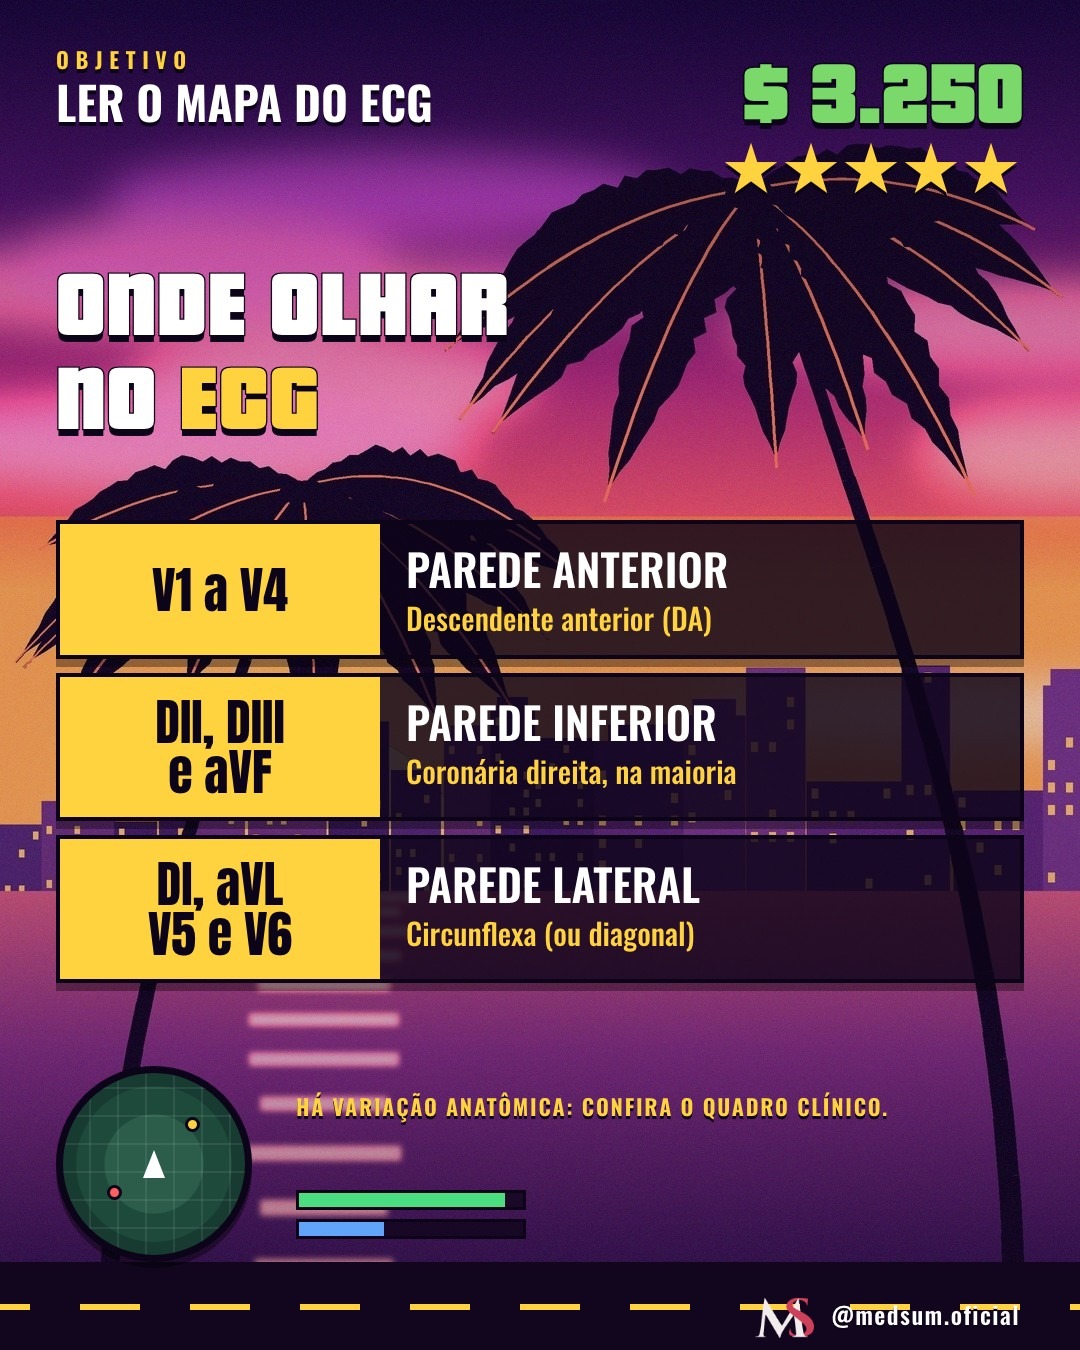 OBJETIVO
LER O MAPA DO ECG
$ 3.250
ONDE OLHAR
NO ECG
V1 a V4
PAREDE ANTERIOR
Descendente anterior (DA)
DII, DIII
e aVF
PAREDE INFERIOR
Coronária direita, na maioria
DI, aVL
V5 e V6
PAREDE LATERAL
Circunflexa (ou diagonal)
HÁ VARIAÇÃO ANATÔMICA: CONFIRA O QUADRO CLÍNICO.
MS @medsum.oficial